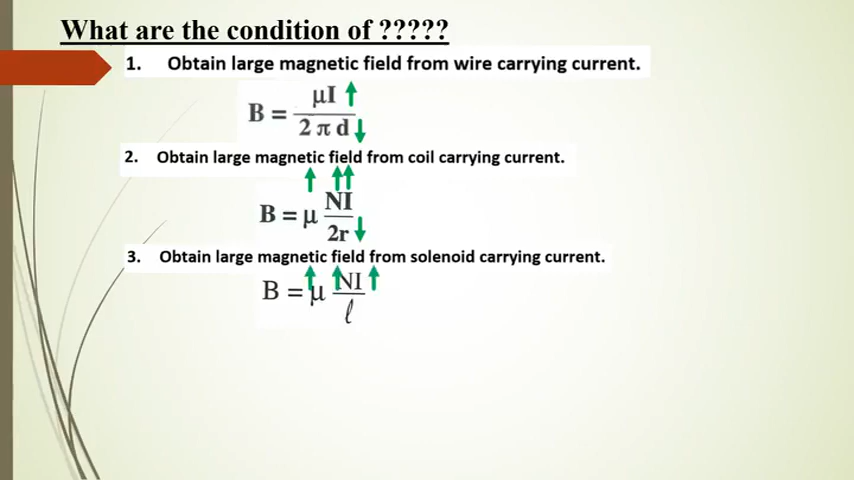 What are the condition of ?????
1. Obtain large magnetic field from wire carrying current.
B = μI / 2 π d
2. Obtain large magnetic field from coil carrying current.
B = μ NI / 2r
3. Obtain large magnetic field from solenoid carrying current.
B = μ NI / ℓ